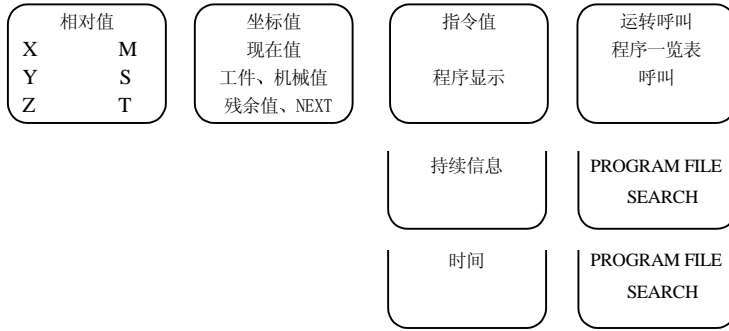 相对值
X M
Y S
Z T
坐标值
现在值
工件、机械值
残余值、NEXT
指令值
程序显示
运转呼叫
程序一览表
呼叫
持续信息
PROGRAM FILE
SEARCH
时间
PROGRAM FILE
SEARCH